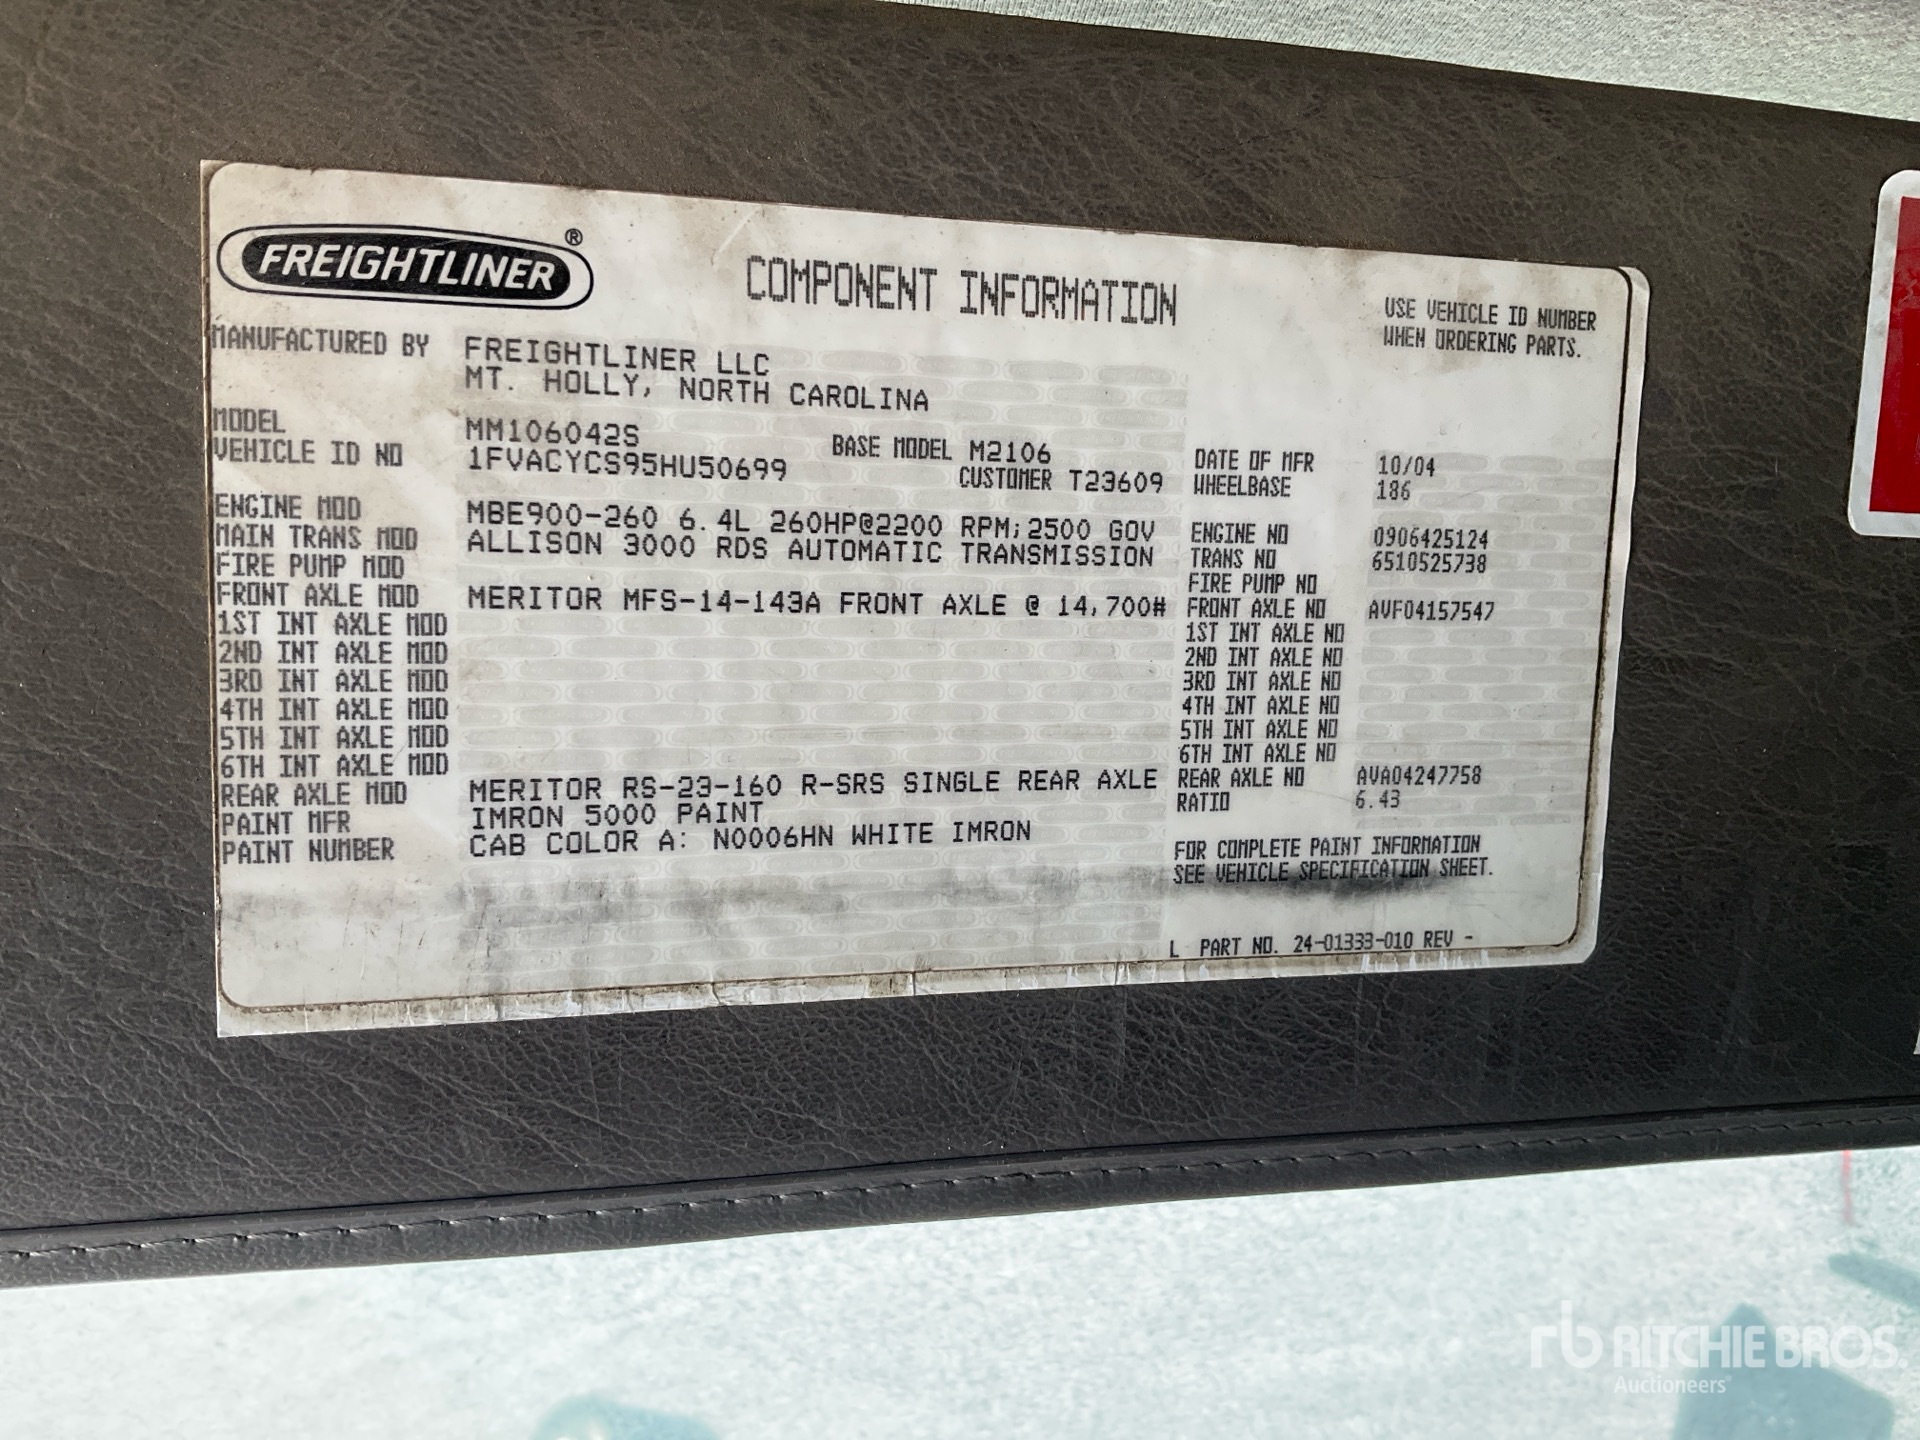 FREIGHTLINER ®
COMPONENT INFORMATION
USE VEHICLE ID NUMBER
WHEN ORDERING PARTS.
MANUFACTURED BY FREIGHTLINER LLC
MT. HOLLY, NORTH CAROLINA
MODEL MM106042S BASE MODEL M2106 DATE OF MFR 10/04
VEHICLE ID NO 1FVACYCS95HU50699 CUSTOMER T23609 WHEELBASE 186
ENGINE MOD MBE900-260 6.4L 260HP@2200 RPM;2500 GOV ENGINE NO 0906425124
MAIN TRANS MOD ALLISON 3000 RDS AUTOMATIC TRANSMISSION TRANS NO 6510525738
FIRE PUMP MOD FIRE PUMP NO
FRONT AXLE MOD MERITOR MFS-14-143A FRONT AXLE @ 14,700# FRONT AXLE NO AVF04157547
1ST INT AXLE MOD 1ST INT AXLE NO
2ND INT AXLE MOD 2ND INT AXLE NO
3RD INT AXLE MOD 3RD INT AXLE NO
4TH INT AXLE MOD 4TH INT AXLE NO
5TH INT AXLE MOD 5TH INT AXLE NO
6TH INT AXLE MOD 6TH INT AXLE NO
REAR AXLE MOD MERITOR RS-23-160 R-SRS SINGLE REAR AXLE REAR AXLE NO AVA04247758
PAINT MFR IMRON 5000 PAINT RATIO 6.43
PAINT NUMBER CAB COLOR A: N0006HN WHITE IMRON
FOR COMPLETE PAINT INFORMATION
SEE VEHICLE SPECIFICATION SHEET.
L PART NO. 24-01333-010 REV -
rb RITCHIE BROS.
Auctioneers